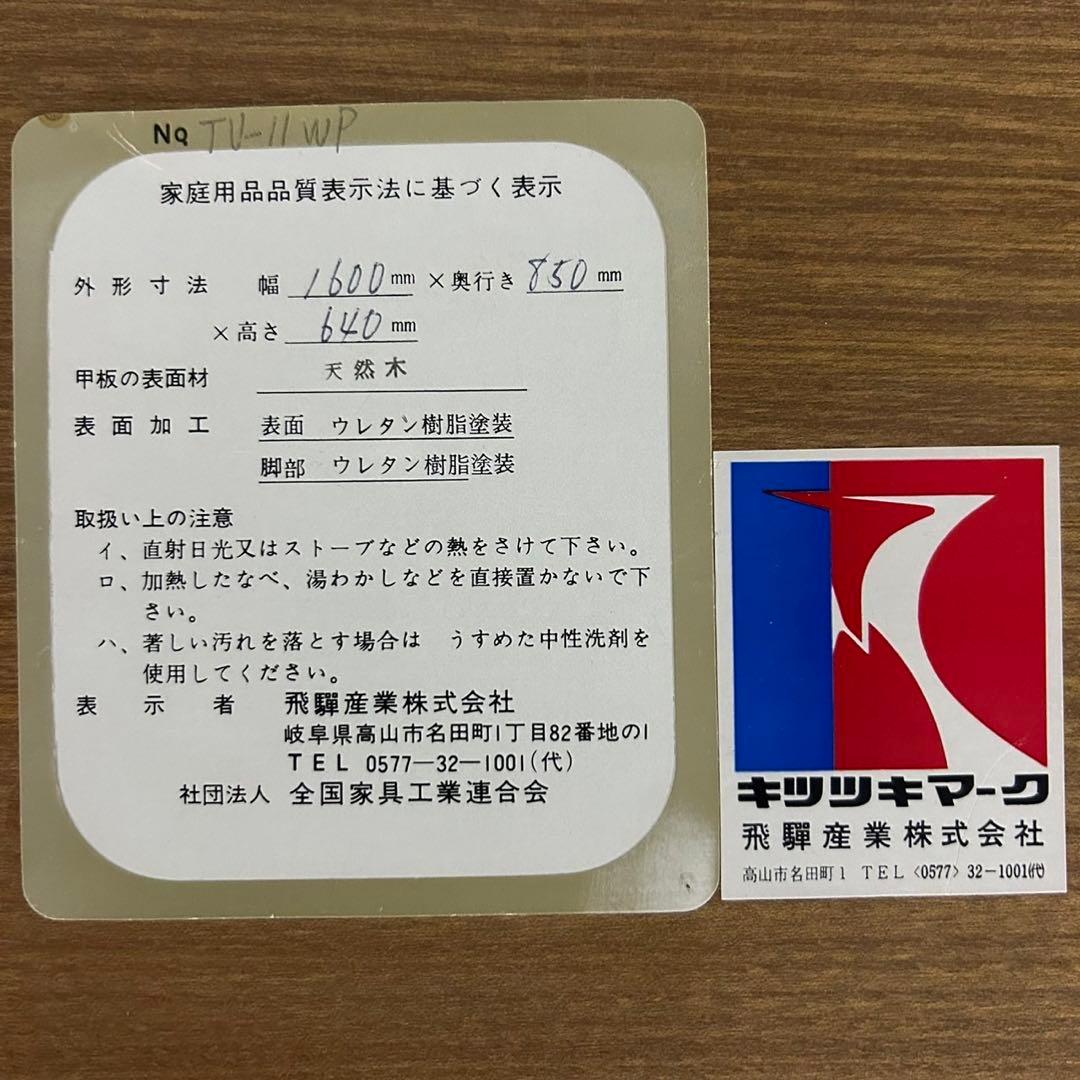 No TU-11 WP
家庭用品品質表示法に基づく表示
外形寸法 幅 1600 mm ×奥行き 850 mm
×高さ 640 mm
甲板の表面材 天然木
表面加工 表面 ウレタン樹脂塗装
脚部 ウレタン樹脂塗装
取扱い上の注意
イ、直射日光又はストーブなどの熱をさけて下さい。
ロ、加熱したなべ、湯わかしなどを直接置かないで下
さい。
ハ、著しい汚れを落とす場合は うすめた中性洗剤を
使用してください。
表示者 飛驒産業株式会社
岐阜県高山市名田町1丁目82番地の1
TEL 0577-32-1001(代)
社団法人 全国家具工業連合会
キツツキマーク
飛驒産業株式会社
高山市名田町1 TEL〈0577〉32-1001㈹